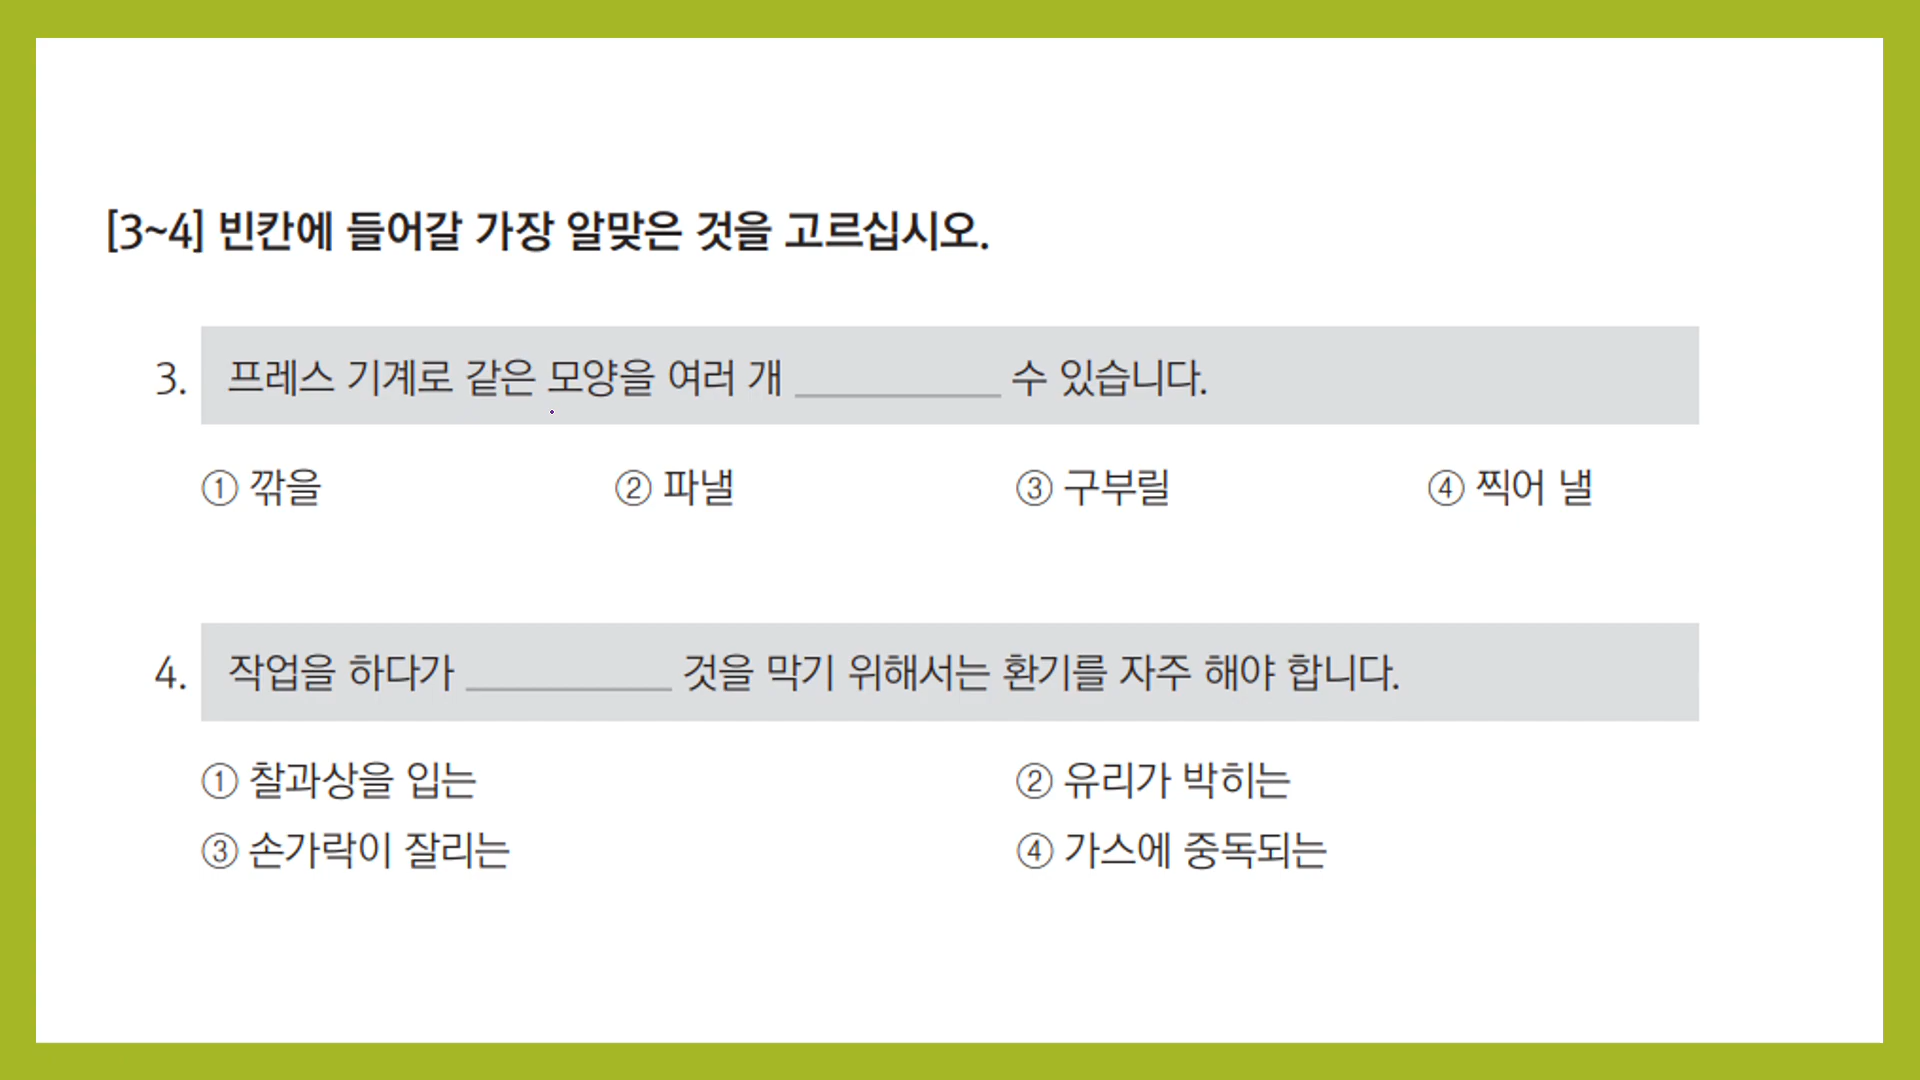 [3~4] 빈칸에 들어갈 가장 알맞은 것을 고르십시오.
3. 프레스 기계로 같은 모양을 여러 개 __________ 수 있습니다.
① 깎을 ② 파낼 ③ 구부릴 ④ 찍어 낼
4. 작업을 하다가 __________ 것을 막기 위해서는 환기를 자주 해야 합니다.
① 찰과상을 입는 ② 유리가 박히는
③ 손가락이 잘리는 ④ 가스에 중독되는